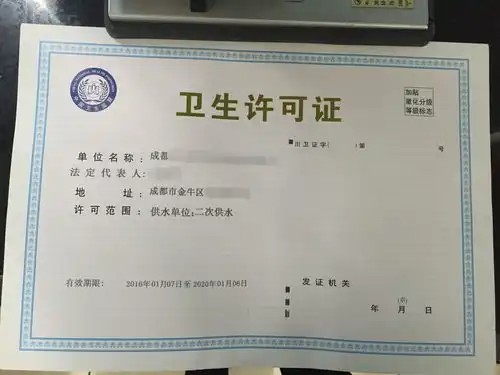 卫生许可证
加贴
量化分级
等级标志
卫证字( )第 号
单位名称：成都
法定代表人：
地 址：成都市金牛区
许可范围：供水单位；二次供水
有效期限： 2016年01月07日至2020年01月06日
发证机关
年 月 日
(章)